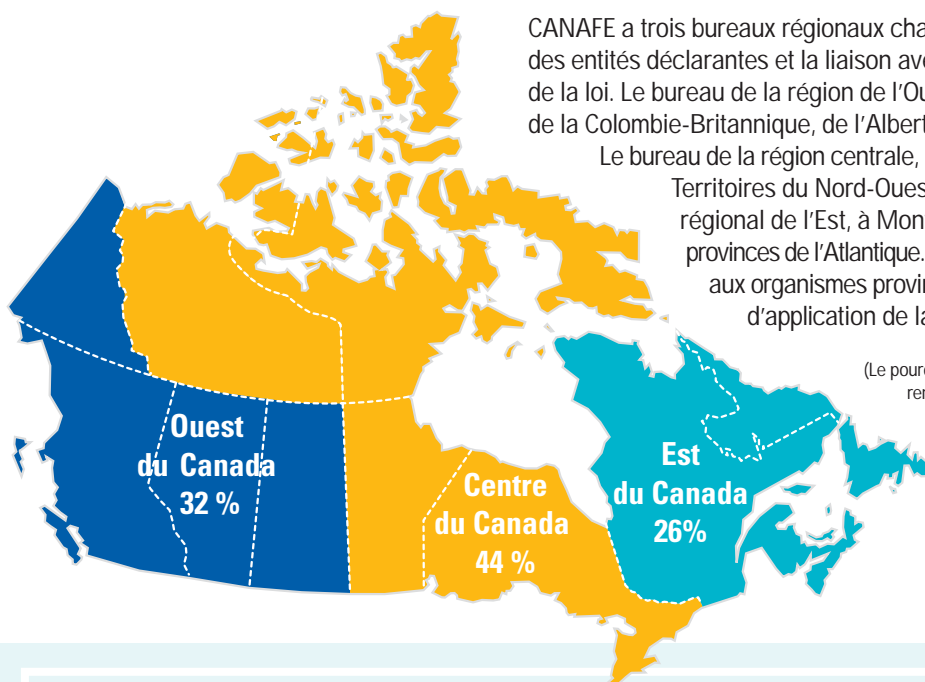 CANAFE a trois bureaux régionaux cha
des entités déclarantes et la liaison ave
de la loi. Le bureau de la région de l'Ou
de la Colombie-Britannique, de l'Albert
Le bureau de la région centrale,
Territoires du Nord-Oues
régional de l'Est, à Mon
provinces de l'Atlantique.
aux organismes provin
d'application de la
(Le pource
ren
Ouest
du Canada
32 %
Centre
du Canada
44 %
Est
du Canada
26%